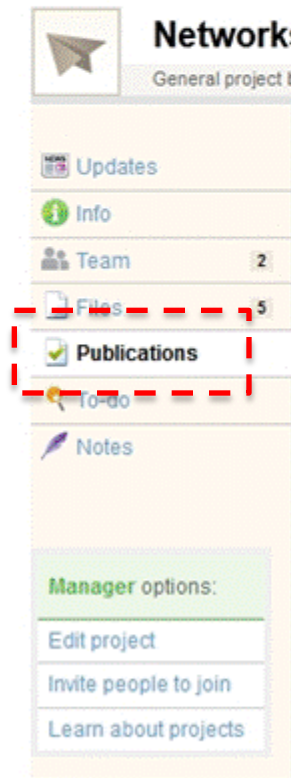 Networks
General project b
Updates
Info
Team 2
Files 5
Publications
To-do
Notes
Manager options:
Edit project
Invite people to join
Learn about projects